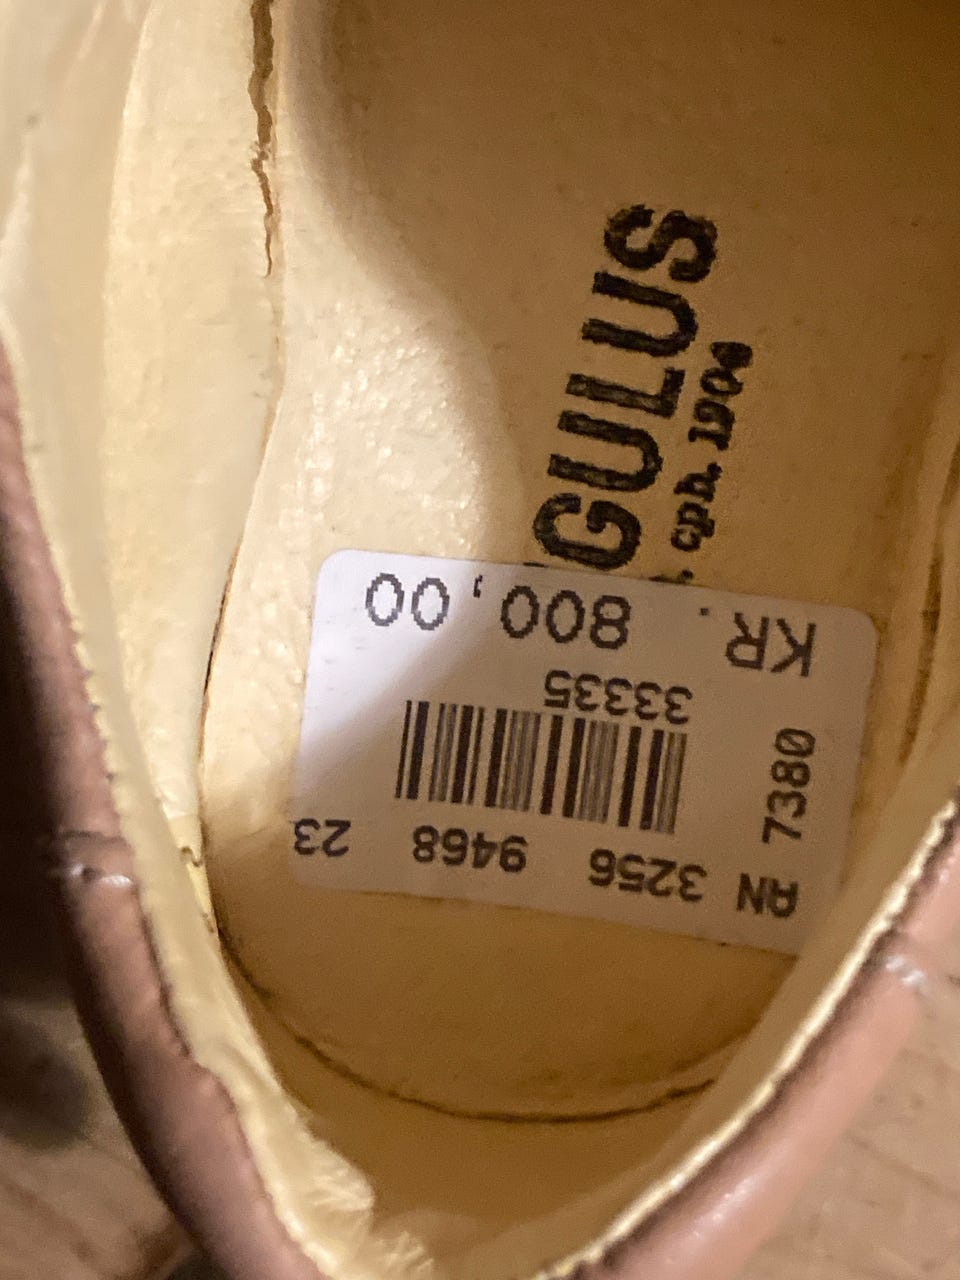 GULUS
. cph. 1904
KR. 800,00
33335
7380
AN 3256 9468 23